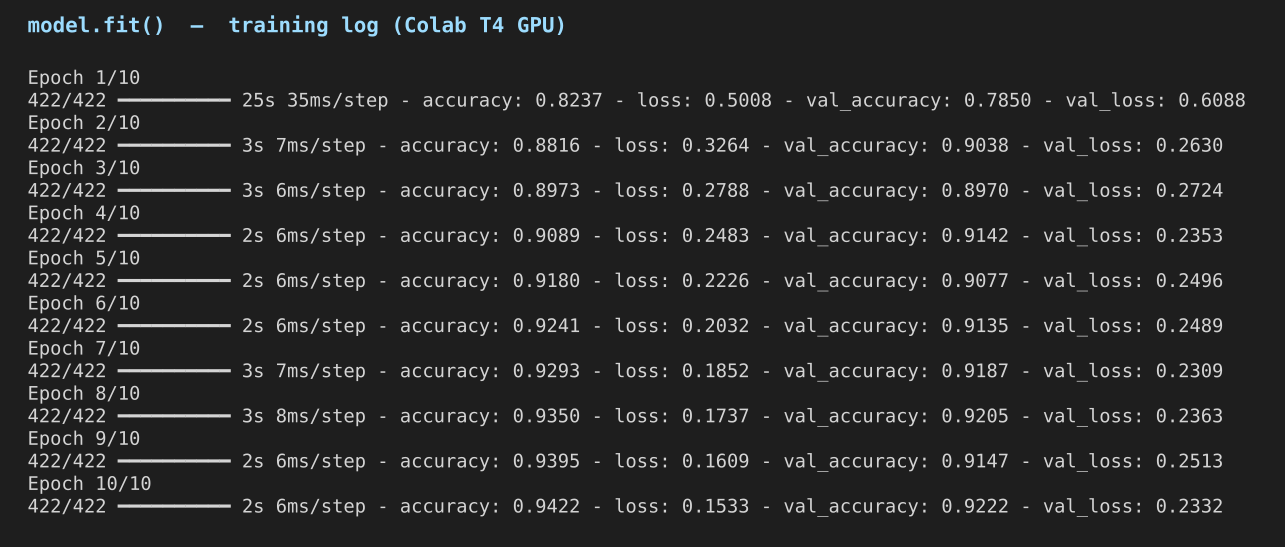 model.fit()  —  training log (Colab T4 GPU)
Epoch 1/10
422/422 ━━━━━━━━━━ 25s 35ms/step - accuracy: 0.8237 - loss: 0.5008 - val_accuracy: 0.7850 - val_loss: 0.6088
Epoch 2/10
422/422 ━━━━━━━━━━ 3s 7ms/step - accuracy: 0.8816 - loss: 0.3264 - val_accuracy: 0.9038 - val_loss: 0.2630
Epoch 3/10
422/422 ━━━━━━━━━━ 3s 6ms/step - accuracy: 0.8973 - loss: 0.2788 - val_accuracy: 0.8970 - val_loss: 0.2724
Epoch 4/10
422/422 ━━━━━━━━━━ 2s 6ms/step - accuracy: 0.9089 - loss: 0.2483 - val_accuracy: 0.9142 - val_loss: 0.2353
Epoch 5/10
422/422 ━━━━━━━━━━ 2s 6ms/step - accuracy: 0.9180 - loss: 0.2226 - val_accuracy: 0.9077 - val_loss: 0.2496
Epoch 6/10
422/422 ━━━━━━━━━━ 2s 6ms/step - accuracy: 0.9241 - loss: 0.2032 - val_accuracy: 0.9135 - val_loss: 0.2489
Epoch 7/10
422/422 ━━━━━━━━━━ 3s 7ms/step - accuracy: 0.9293 - loss: 0.1852 - val_accuracy: 0.9187 - val_loss: 0.2309
Epoch 8/10
422/422 ━━━━━━━━━━ 3s 8ms/step - accuracy: 0.9350 - loss: 0.1737 - val_accuracy: 0.9205 - val_loss: 0.2363
Epoch 9/10
422/422 ━━━━━━━━━━ 2s 6ms/step - accuracy: 0.9395 - loss: 0.1609 - val_accuracy: 0.9147 - val_loss: 0.2513
Epoch 10/10
422/422 ━━━━━━━━━━ 2s 6ms/step - accuracy: 0.9422 - loss: 0.1533 - val_accuracy: 0.9222 - val_loss: 0.2332